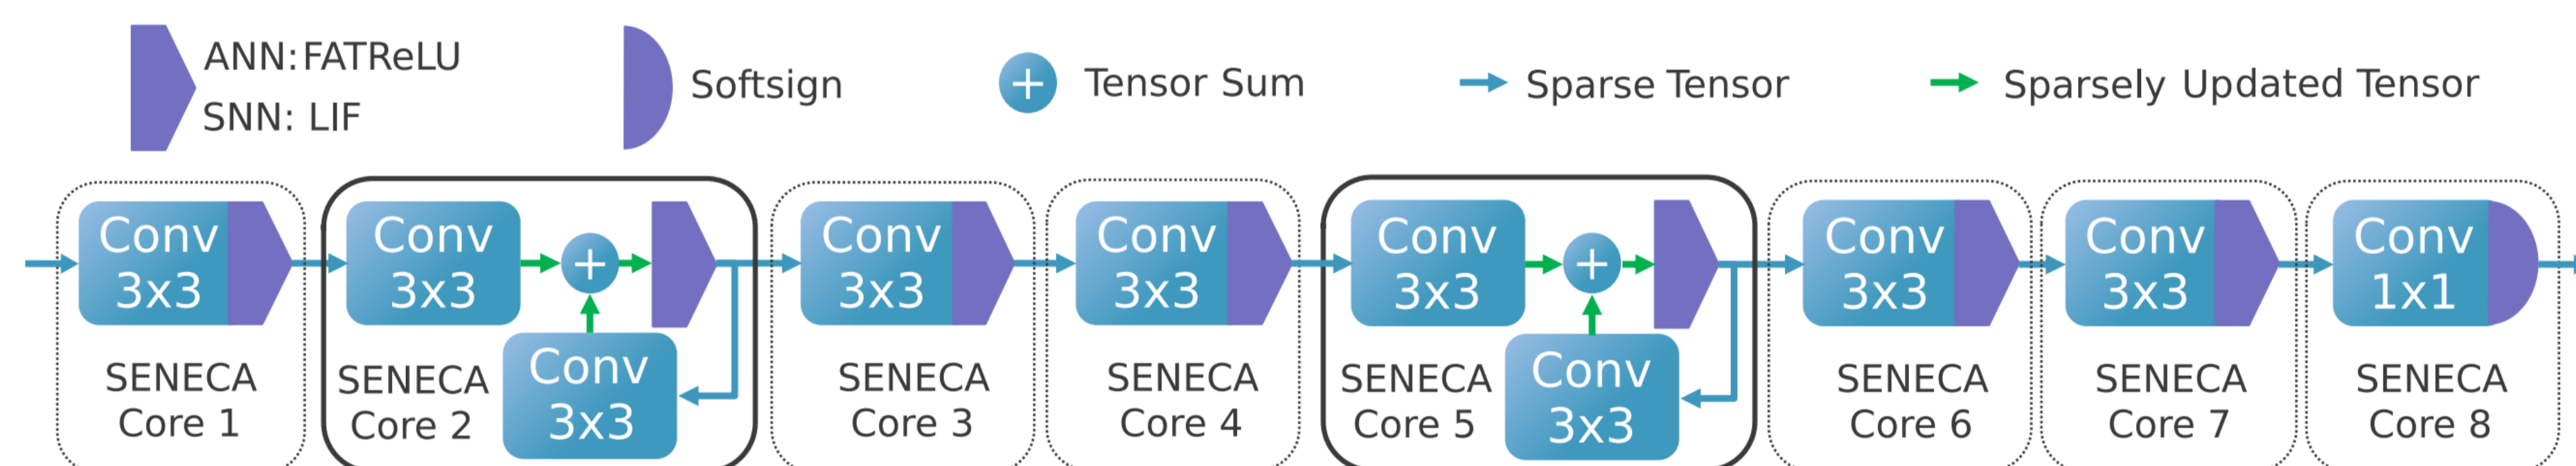 ANN: FATReLU
SNN: LIF
Softsign
+ Tensor Sum
Sparse Tensor
Sparsely Updated Tensor
Conv
3x3
SENECA
Core 1
Conv
3x3
+
Conv
3x3
SENECA
Core 2
Conv
3x3
SENECA
Core 3
Conv
3x3
SENECA
Core 4
Conv
3x3
+
Conv
3x3
SENECA
Core 5
Conv
3x3
SENECA
Core 6
Conv
3x3
SENECA
Core 7
Conv
1x1
SENECA
Core 8